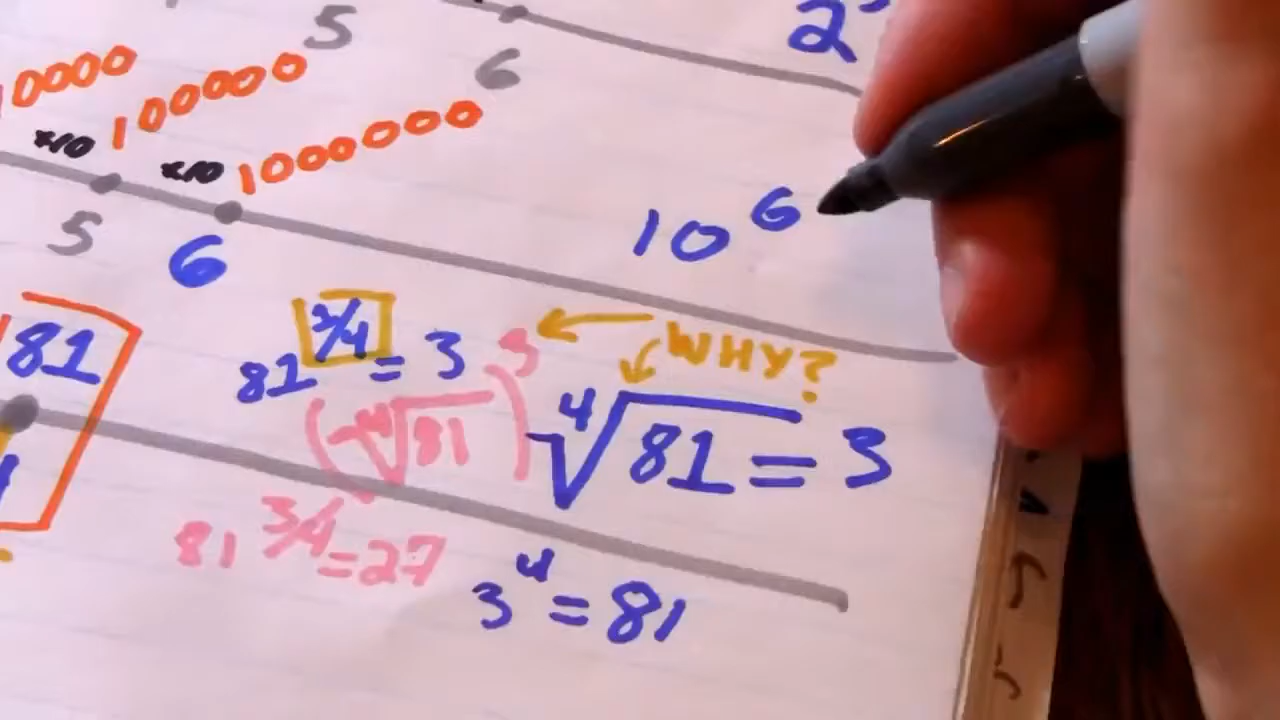 5
6
2
10000
x10
100000
x10
1000000
5
6
10^6
81
81^3/4 = 3
WHY?
(⁴√81)^3
⁴√81 = 3
81^3/4 = 27
3^4 = 81